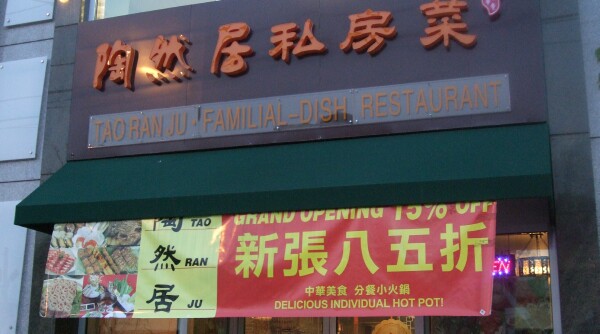 陶然居私房菜
TAO RAN JU · FAMILIAL-DISH RESTAURANT
陶 TAO
然 RAN
居 JU
GRAND OPENING 15% OFF
新張八五折
中華美食 分餐小火鍋
DELICIOUS INDIVIDUAL HOT POT!